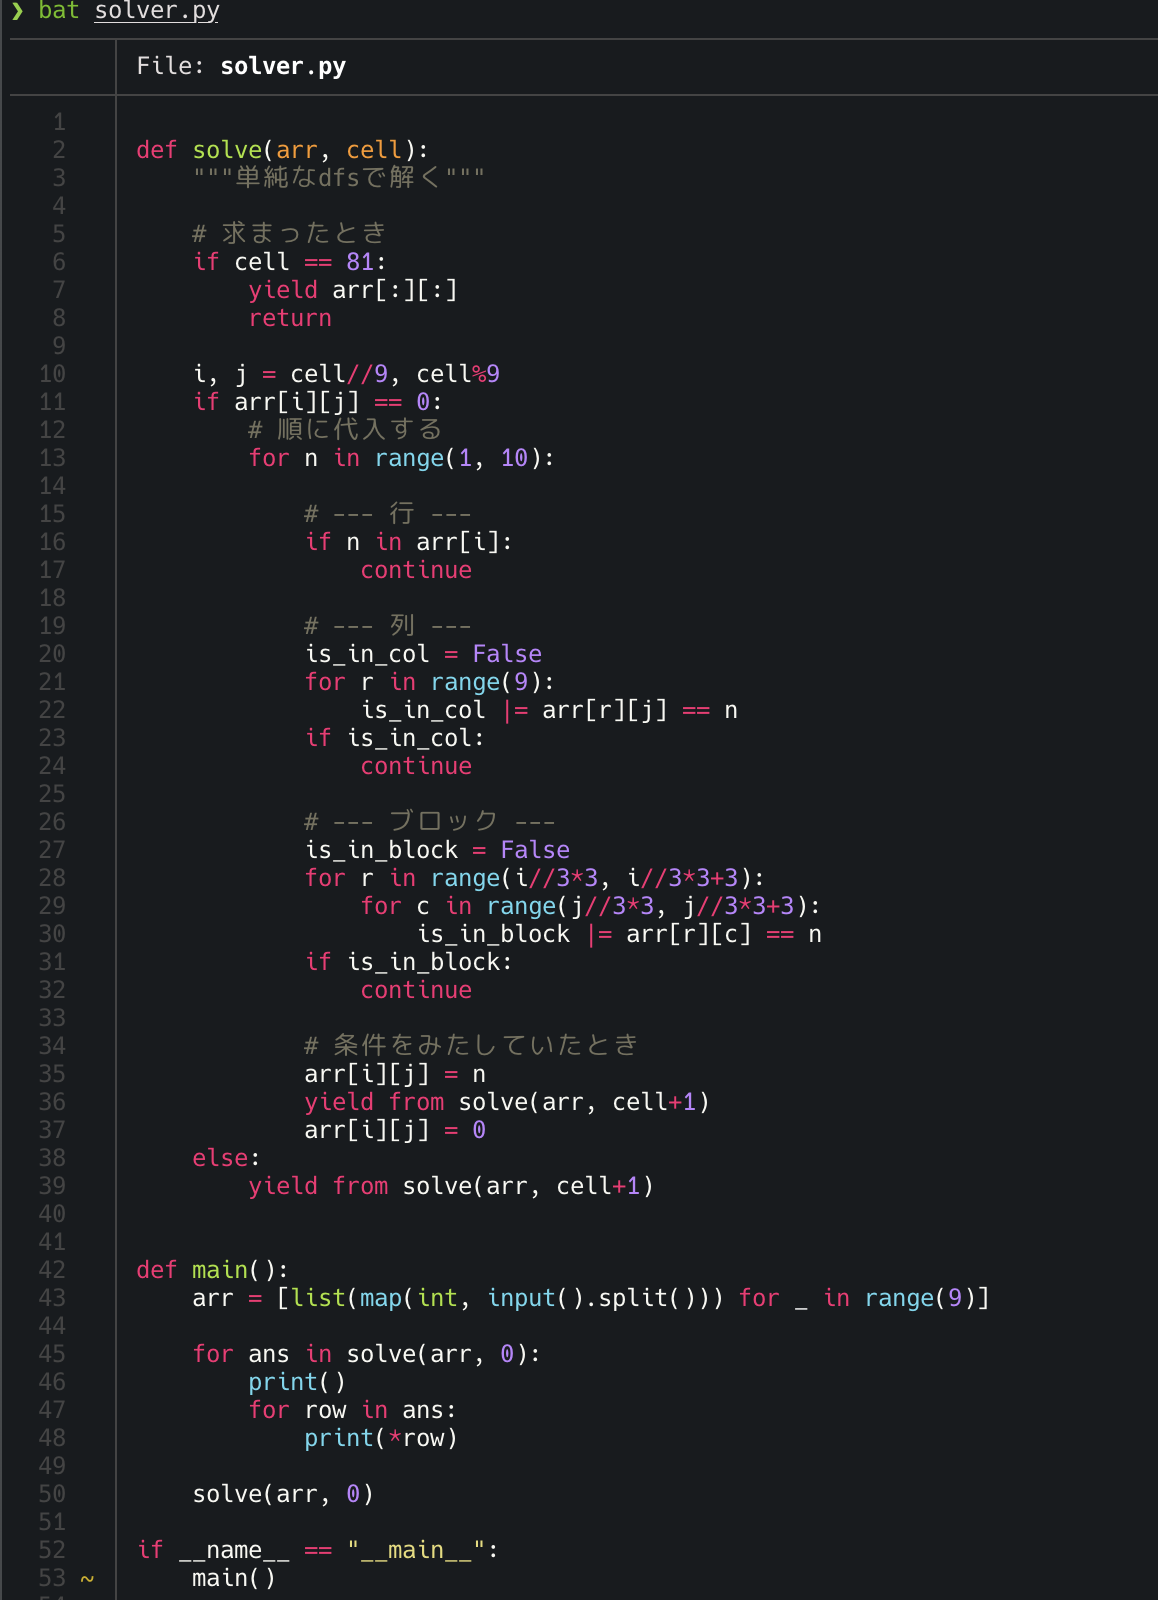 ❯ bat solver.py
File: solver.py
1
2 def solve(arr, cell):
3     """単純なdfsで解く"""
4
5     # 求まったとき
6     if cell == 81:
7         yield arr[:][:]
8         return
9
10     i, j = cell//9, cell%9
11     if arr[i][j] == 0:
12         # 順に代入する
13         for n in range(1, 10):
14
15             # --- 行 ---
16             if n in arr[i]:
17                 continue
18
19             # --- 列 ---
20             is_in_col = False
21             for r in range(9):
22                 is_in_col |= arr[r][j] == n
23             if is_in_col:
24                 continue
25
26             # --- ブロック ---
27             is_in_block = False
28             for r in range(i//3*3, i//3*3+3):
29                 for c in range(j//3*3, j//3*3+3):
30                     is_in_block |= arr[r][c] == n
31             if is_in_block:
32                 continue
33
34             # 条件をみたしていたとき
35             arr[i][j] = n
36             yield from solve(arr, cell+1)
37             arr[i][j] = 0
38     else:
39         yield from solve(arr, cell+1)
40
41
42 def main():
43     arr = [list(map(int, input().split())) for _ in range(9)]
44
45     for ans in solve(arr, 0):
46         print()
47         for row in ans:
48             print(*row)
49
50     solve(arr, 0)
51
52 if __name__ == "__main__":
53 ~     main()